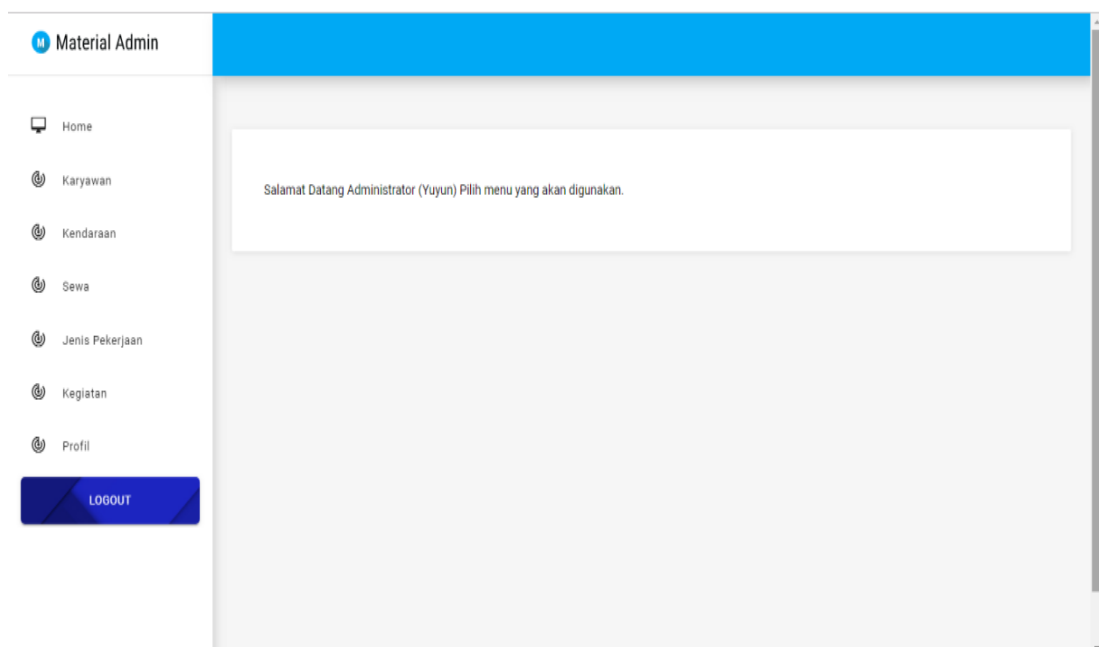 M Material Admin
Home
Karyawan
Kendaraan
Sewa
Jenis Pekerjaan
Kegiatan
Profil
LOGOUT
Salamat Datang Administrator (Yuyun) Pilih menu yang akan digunakan.